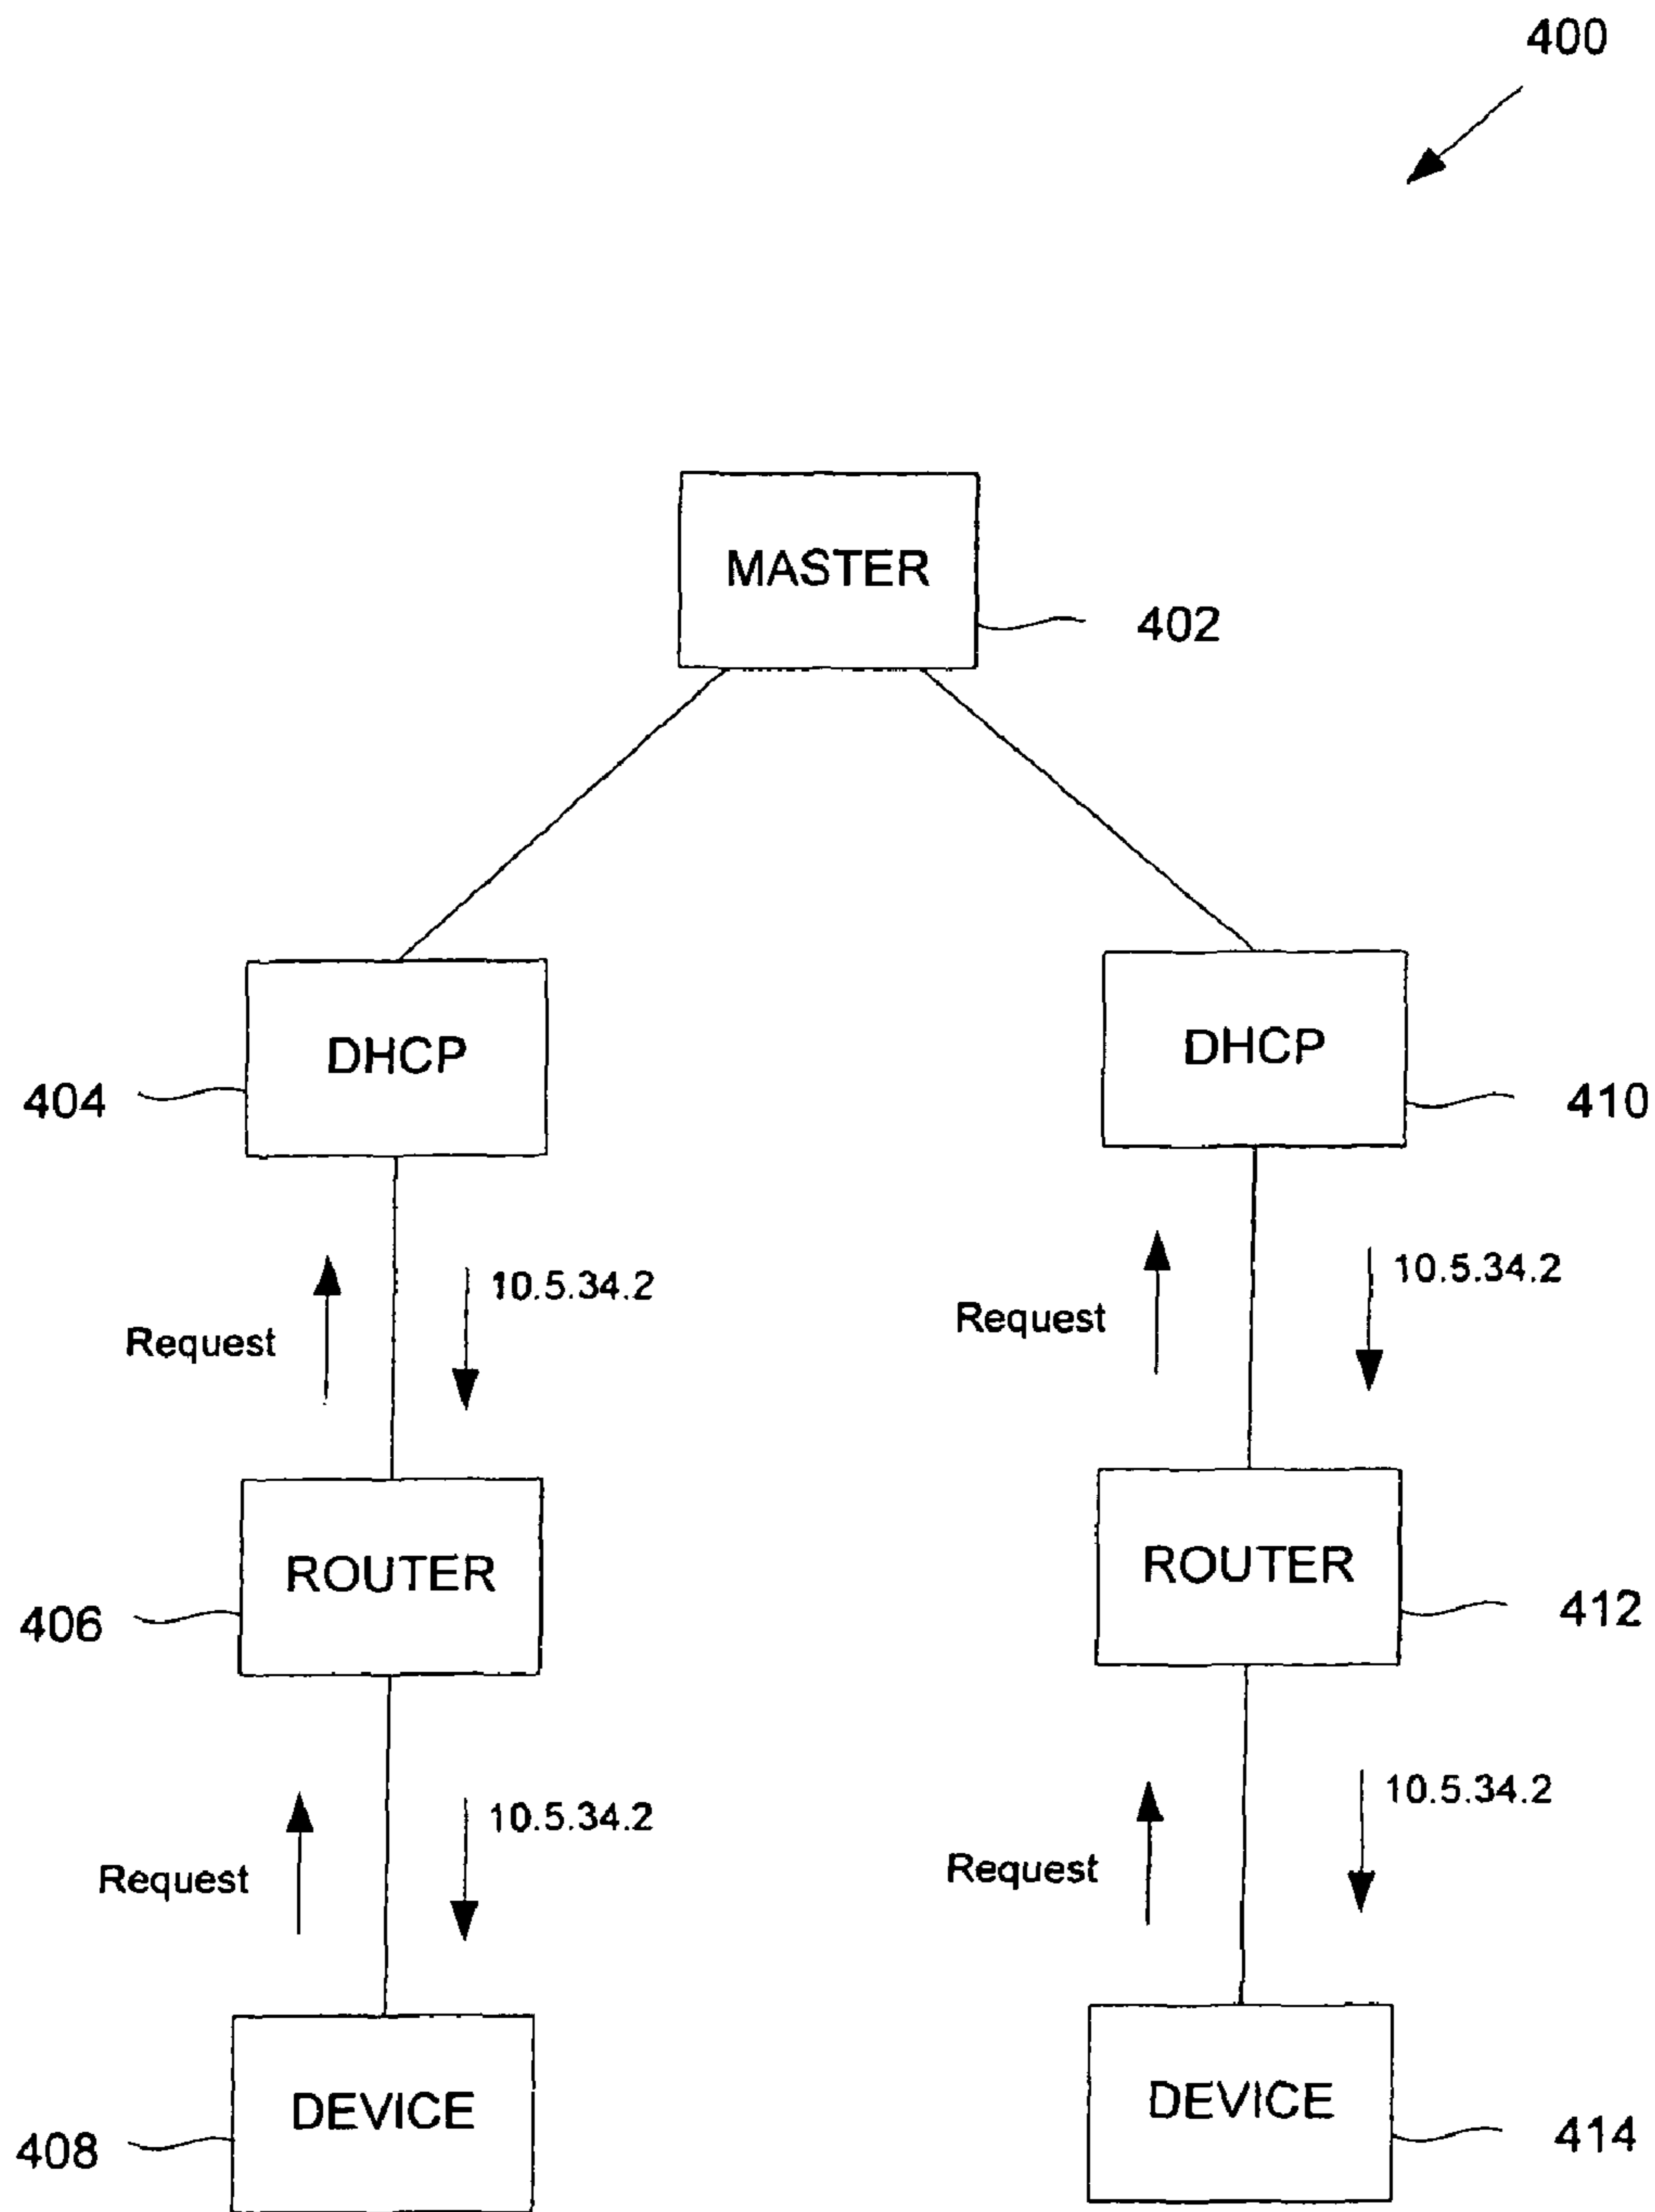 400
MASTER
402
DHCP
404
DHCP
410
Request
10.5.34.2
Request
10.5.34.2
ROUTER
406
ROUTER
412
Request
10.5.34.2
Request
10.5.34.2
DEVICE
408
DEVICE
414